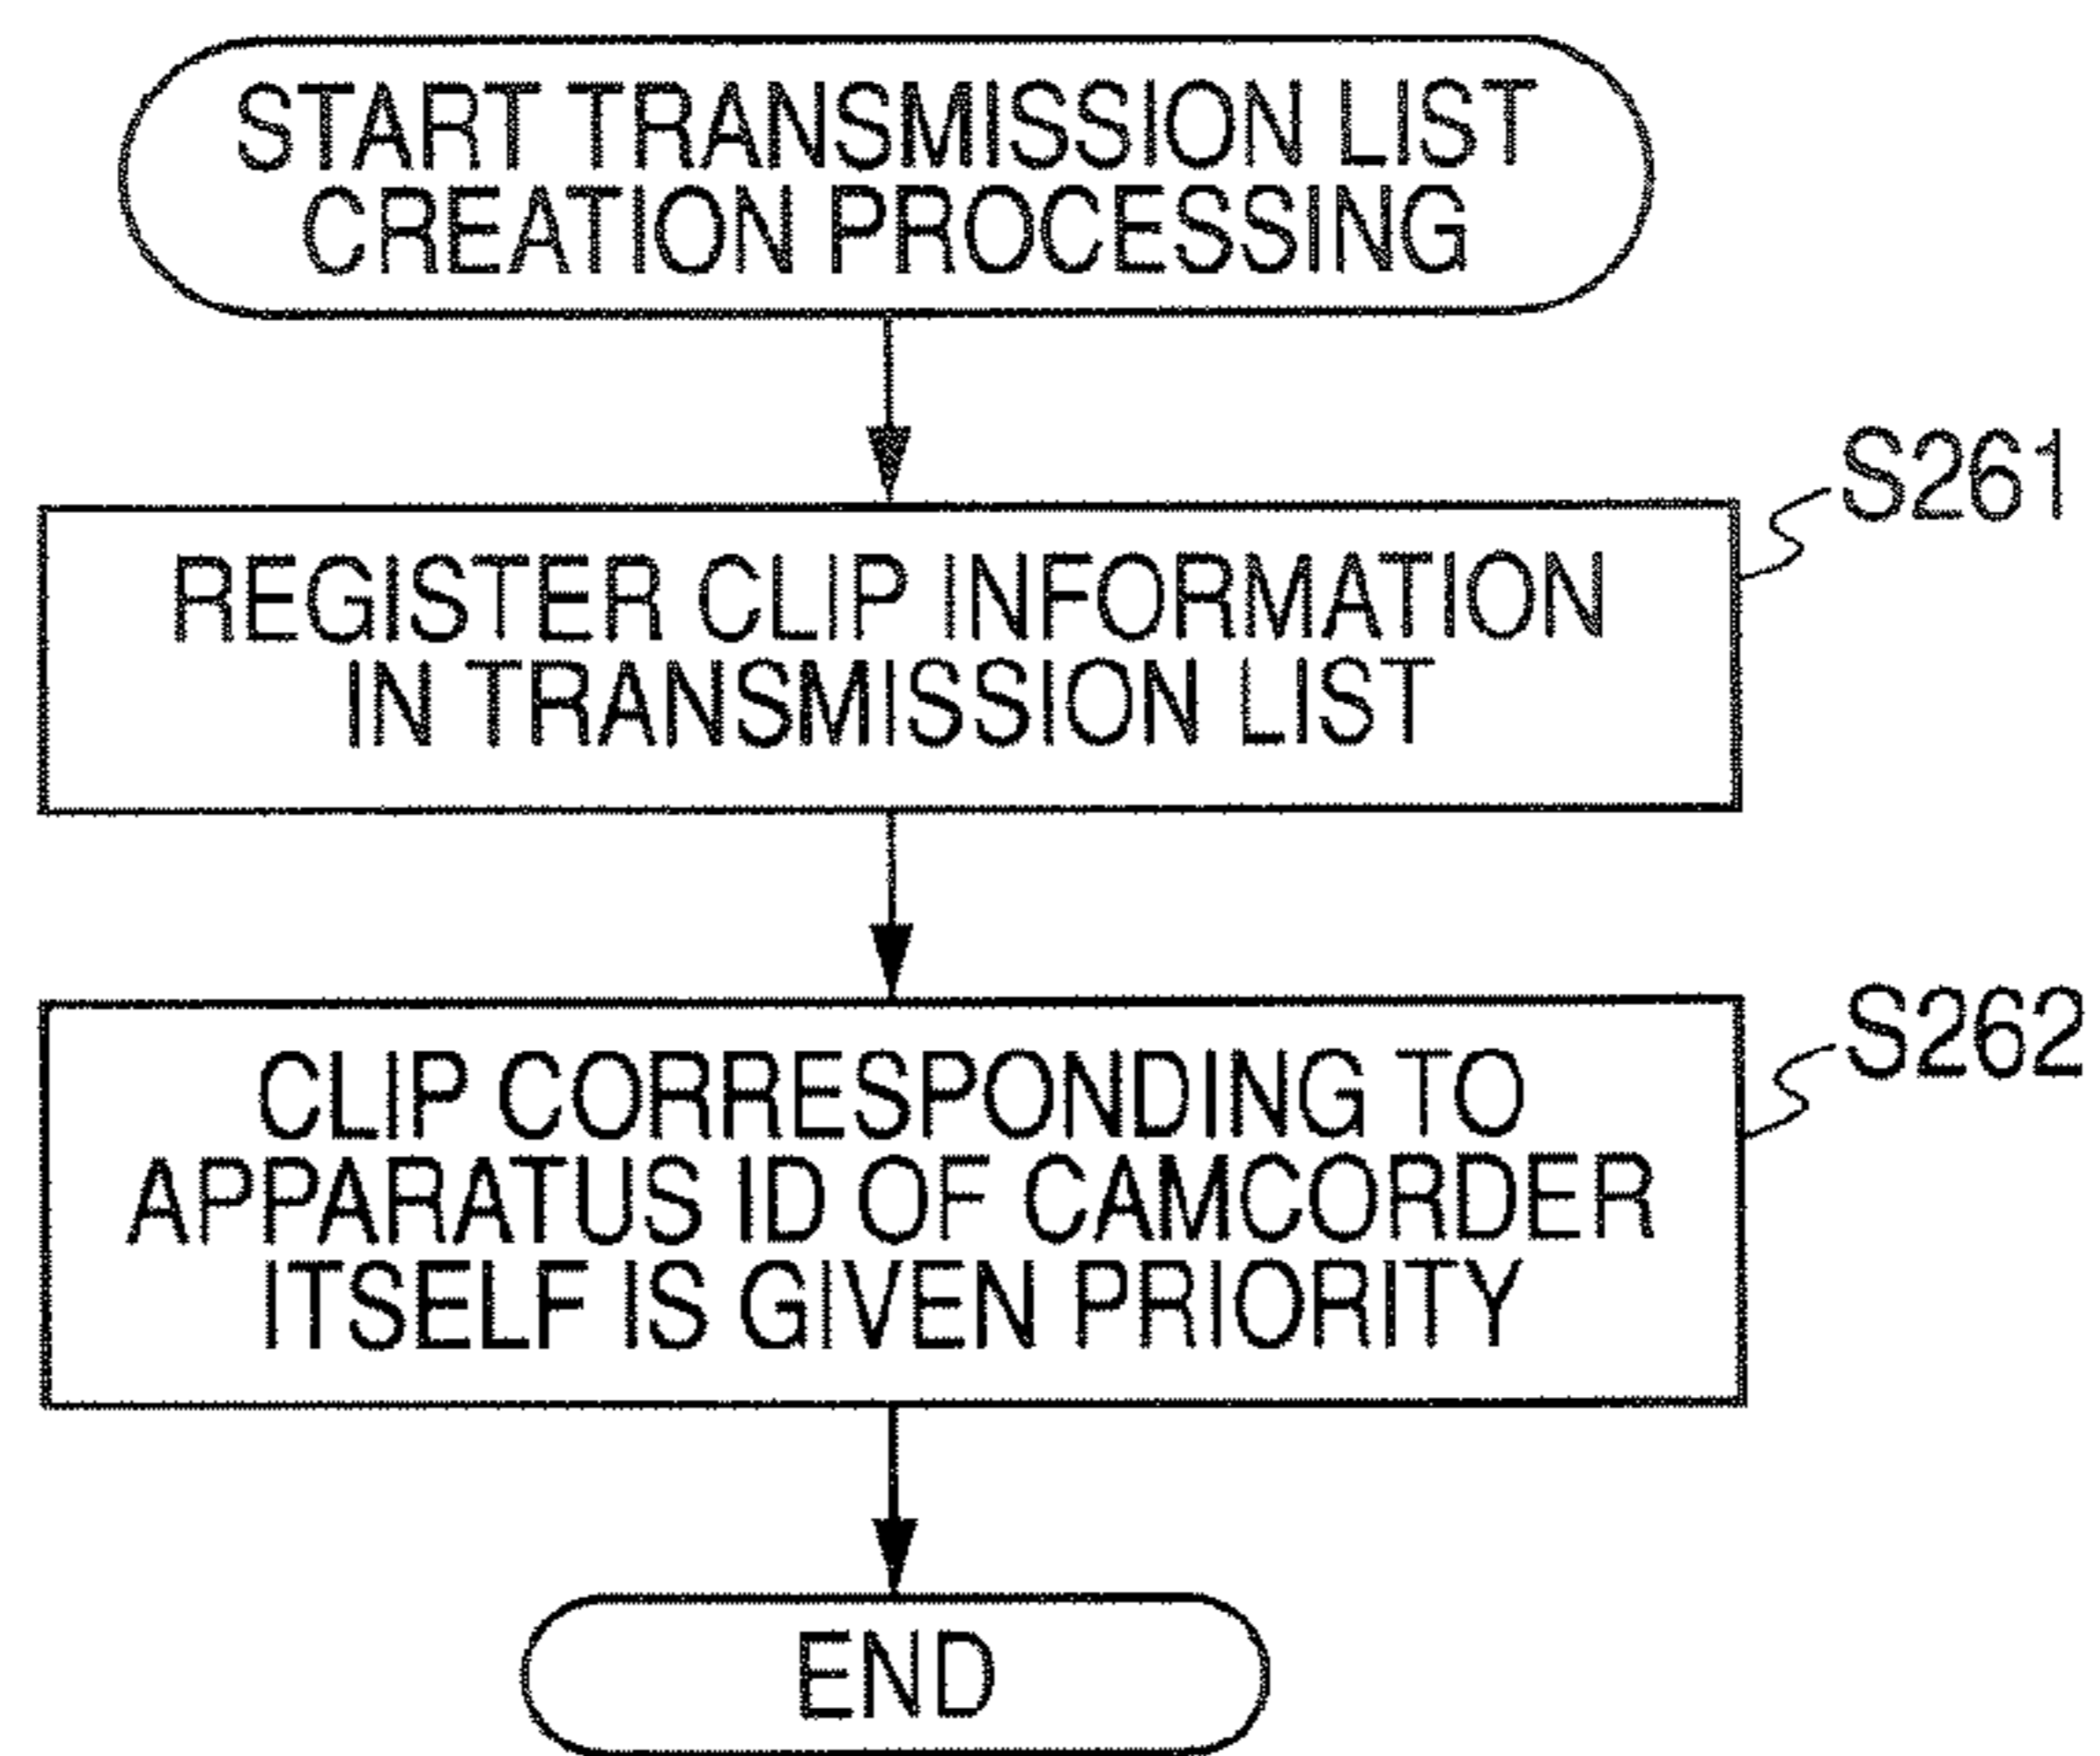 START TRANSMISSION LIST
CREATION PROCESSING
S261
REGISTER CLIP INFORMATION
IN TRANSMISSION LIST
S262
CLIP CORRESPONDING TO
APPARATUS ID OF CAMCORDER
ITSELF IS GIVEN PRIORITY
END